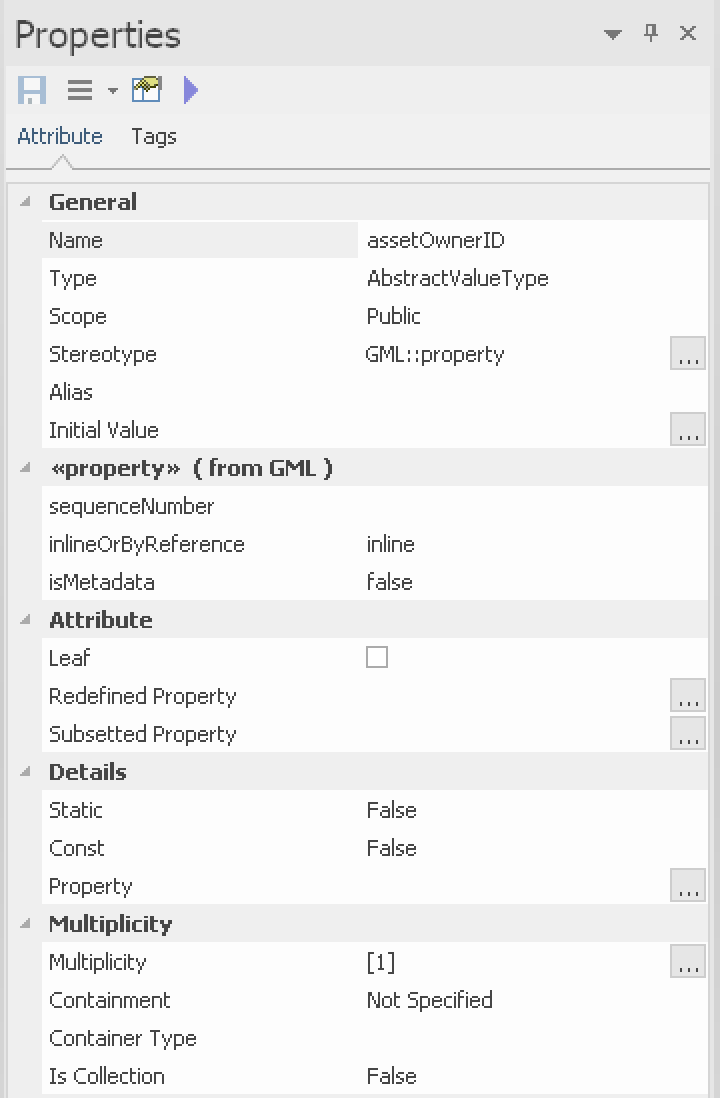 Properties
Attribute Tags
General
Name assetOwnerID
Type AbstractValueType
Scope Public
Stereotype GML::property ...
Alias
Initial Value ...
«property» ( from GML )
sequenceNumber
inlineOrByReference inline
isMetadata false
Attribute
Leaf
Redefined Property ...
Subsetted Property ...
Details
Static False
Const False
Property ...
Multiplicity
Multiplicity [1] ...
Containment Not Specified
Container Type
Is Collection False